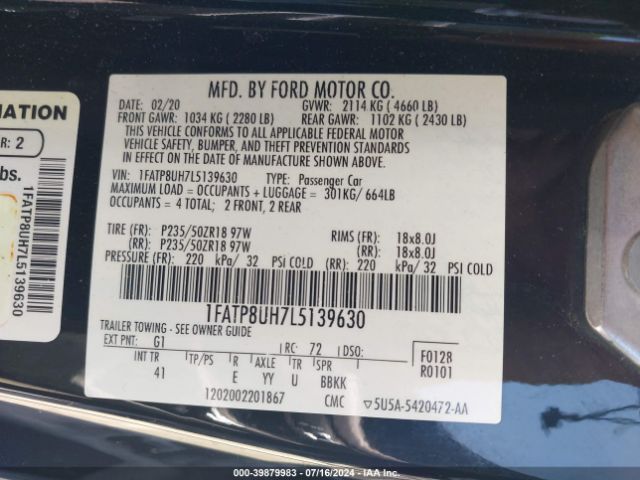 MATION
R: 2
lbs.
1FATP8UH7L5139630
MFD. BY FORD MOTOR CO.
DATE: 02/20 GVWR: 2114 KG ( 4660 LB)
FRONT GAWR: 1034 KG ( 2280 LB) REAR GAWR: 1102 KG ( 2430 LB)
THIS VEHICLE CONFORMS TO ALL APPLICABLE FEDERAL MOTOR
VEHICLE SAFETY, BUMPER, AND THEFT PREVENTION STANDARDS
IN EFFECT ON THE DATE OF MANUFACTURE SHOWN ABOVE.
VIN: 1FATP8UH7L5139630 TYPE: Passenger Car
MAXIMUM LOAD = OCCUPANTS + LUGGAGE = 301KG/ 664LB
OCCUPANTS = 4 TOTAL; 2 FRONT, 2 REAR
TIRE (FR): P235/50ZR18 97W RIMS (FR): 18x8.0J
(RR): P235/50ZR18 97W (RR): 18x8.0J
PRESSURE (FR): 220 kPa/ 32 PSI COLD (RR): 220 kPa/ 32 PSI COLD
1FATP8UH7L5139630
TRAILER TOWING - SEE OWNER GUIDE
EXT PNT: G1 RC: 72 DSO: F0128
INT TR TP/PS R AXLE TR SPR R0101
41 E YY U BBKK
1202002201867 CMC ▽5U5A-5420472-AA
000-39879983 - 07/16/2024 - IAA Inc.